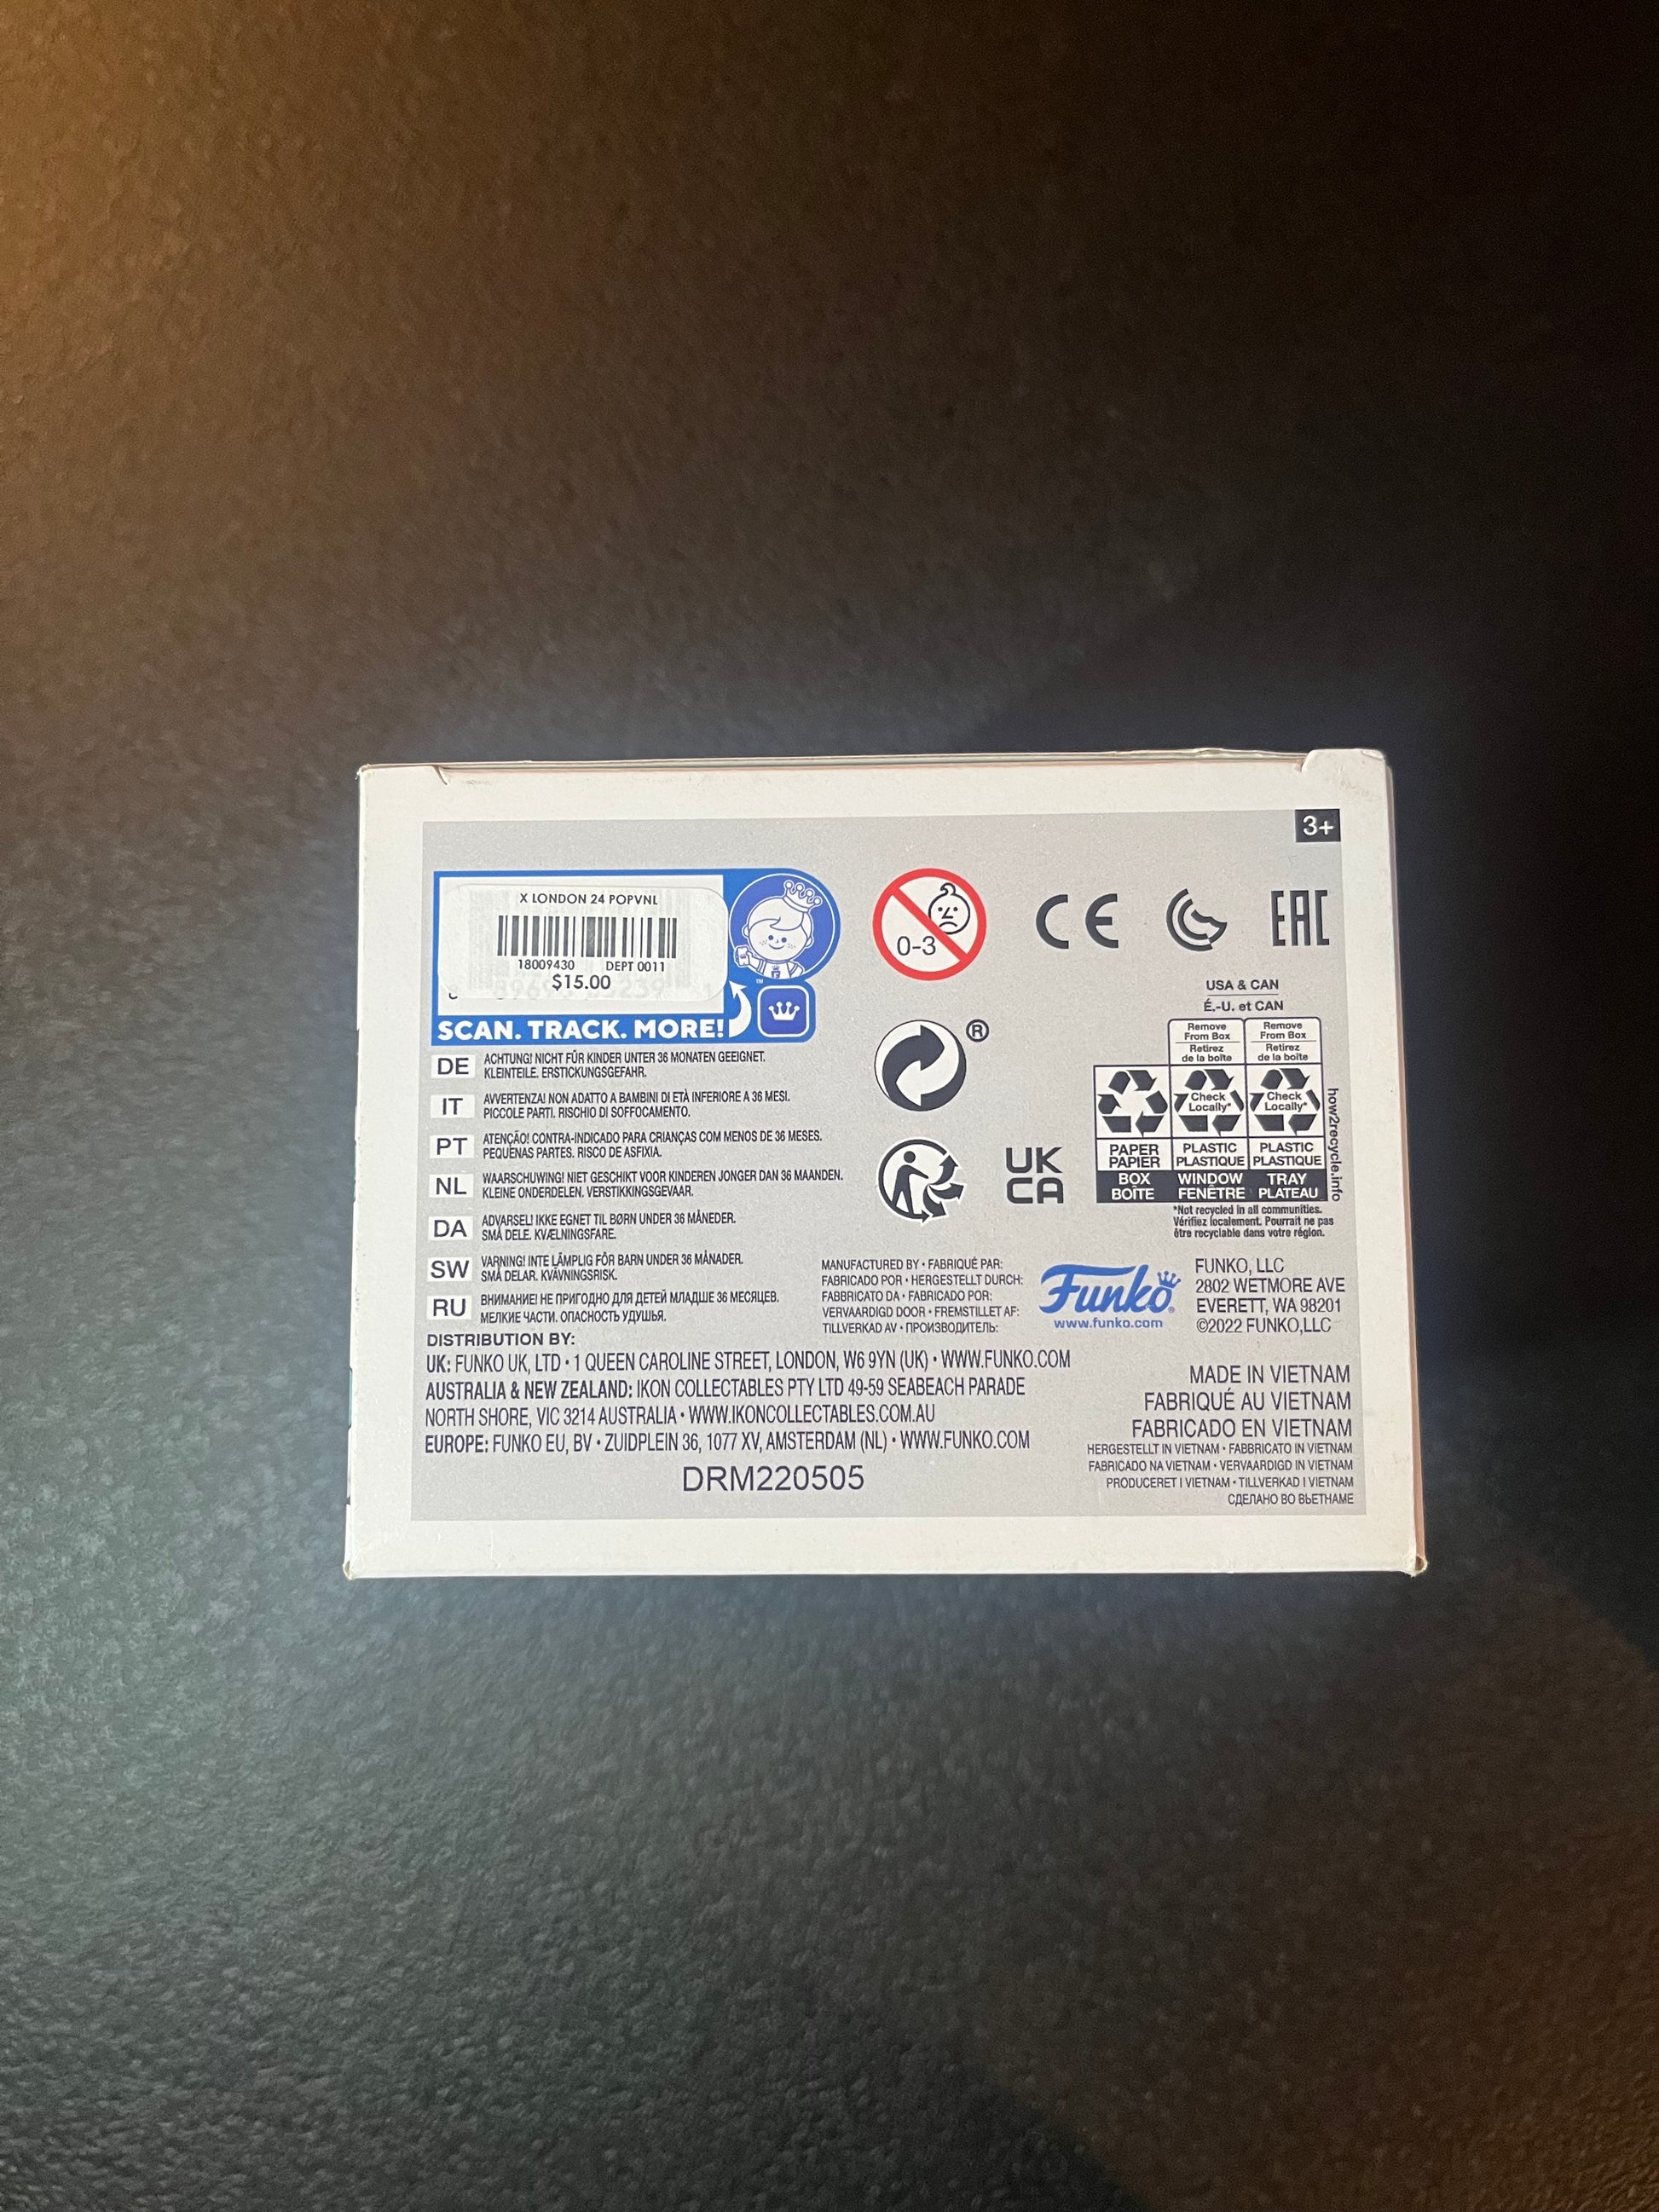 3+
X LONDON 24 POPVNL
18009430 DEPT 0011
$15.00
SCAN. TRACK. MORE!
™
0-3
CE
EAC
®
UK
CA
USA & CAN
É.-U. et CAN
Remove
From Box
Retirez
de la boîte
Remove
From Box
Retirez
de la boîte
Check
Locally*
Check
Locally*
PAPER
PAPIER
PLASTIC
PLASTIQUE
PLASTIC
PLASTIQUE
BOX
BOÎTE
WINDOW
FENÊTRE
TRAY
PLATEAU
how2recycle.info
*Not recycled in all communities.
Vérifiez localement. Pourrait ne pas
être recyclable dans votre région.
DE ACHTUNG! NICHT FÜR KINDER UNTER 36 MONATEN GEEIGNET.
KLEINTEILE. ERSTICKUNGSGEFAHR.
IT AVVERTENZA! NON ADATTO A BAMBINI DI ETÀ INFERIORE A 36 MESI.
PICCOLE PARTI. RISCHIO DI SOFFOCAMENTO.
PT ATENÇÃO! CONTRA-INDICADO PARA CRIANÇAS COM MENOS DE 36 MESES.
PEQUENAS PARTES. RISCO DE ASFIXIA.
NL WAARSCHUWING! NIET GESCHIKT VOOR KINDEREN JONGER DAN 36 MAANDEN.
KLEINE ONDERDELEN. VERSTIKKINGSGEVAAR.
DA ADVARSEL! IKKE EGNET TIL BØRN UNDER 36 MÅNEDER.
SMÅ DELE. KVÆLNINGSFARE.
SW VARNING! INTE LÄMPLIG FÖR BARN UNDER 36 MÅNADER.
SMÅ DELAR. KVÄVNINGSRISK.
RU ВНИМАНИЕ! НЕ ПРИГОДНО ДЛЯ ДЕТЕЙ МЛАДШЕ 36 МЕСЯЦЕВ.
МЕЛКИЕ ЧАСТИ. ОПАСНОСТЬ УДУШЬЯ.
MANUFACTURED BY • FABRIQUÉ PAR:
FABRICADO POR • HERGESTELLT DURCH:
FABBRICATO DA • FABRICADO POR:
VERVAARDIGD DOOR • FREMSTILLET AF:
TILLVERKAD AV • ПРОИЗВОДИТЕЛЬ:
Funko®
www.funko.com
FUNKO, LLC
2802 WETMORE AVE
EVERETT, WA 98201
©2022 FUNKO,LLC
DISTRIBUTION BY:
UK: FUNKO UK, LTD • 1 QUEEN CAROLINE STREET, LONDON, W6 9YN (UK) • WWW.FUNKO.COM
AUSTRALIA & NEW ZEALAND: IKON COLLECTABLES PTY LTD 49-59 SEABEACH PARADE
NORTH SHORE, VIC 3214 AUSTRALIA • WWW.IKONCOLLECTABLES.COM.AU
EUROPE: FUNKO EU, BV • ZUIDPLEIN 36, 1077 XV, AMSTERDAM (NL) • WWW.FUNKO.COM
DRM220505
MADE IN VIETNAM
FABRIQUÉ AU VIETNAM
FABRICADO EN VIETNAM
HERGESTELLT IN VIETNAM • FABBRICATO IN VIETNAM
FABRICADO NA VIETNAM • VERVAARDIGD IN VIETNAM
PRODUCERET I VIETNAM • TILLVERKAD I VIETNAM
СДЕЛАНО ВО ВЬЕТНАМЕ